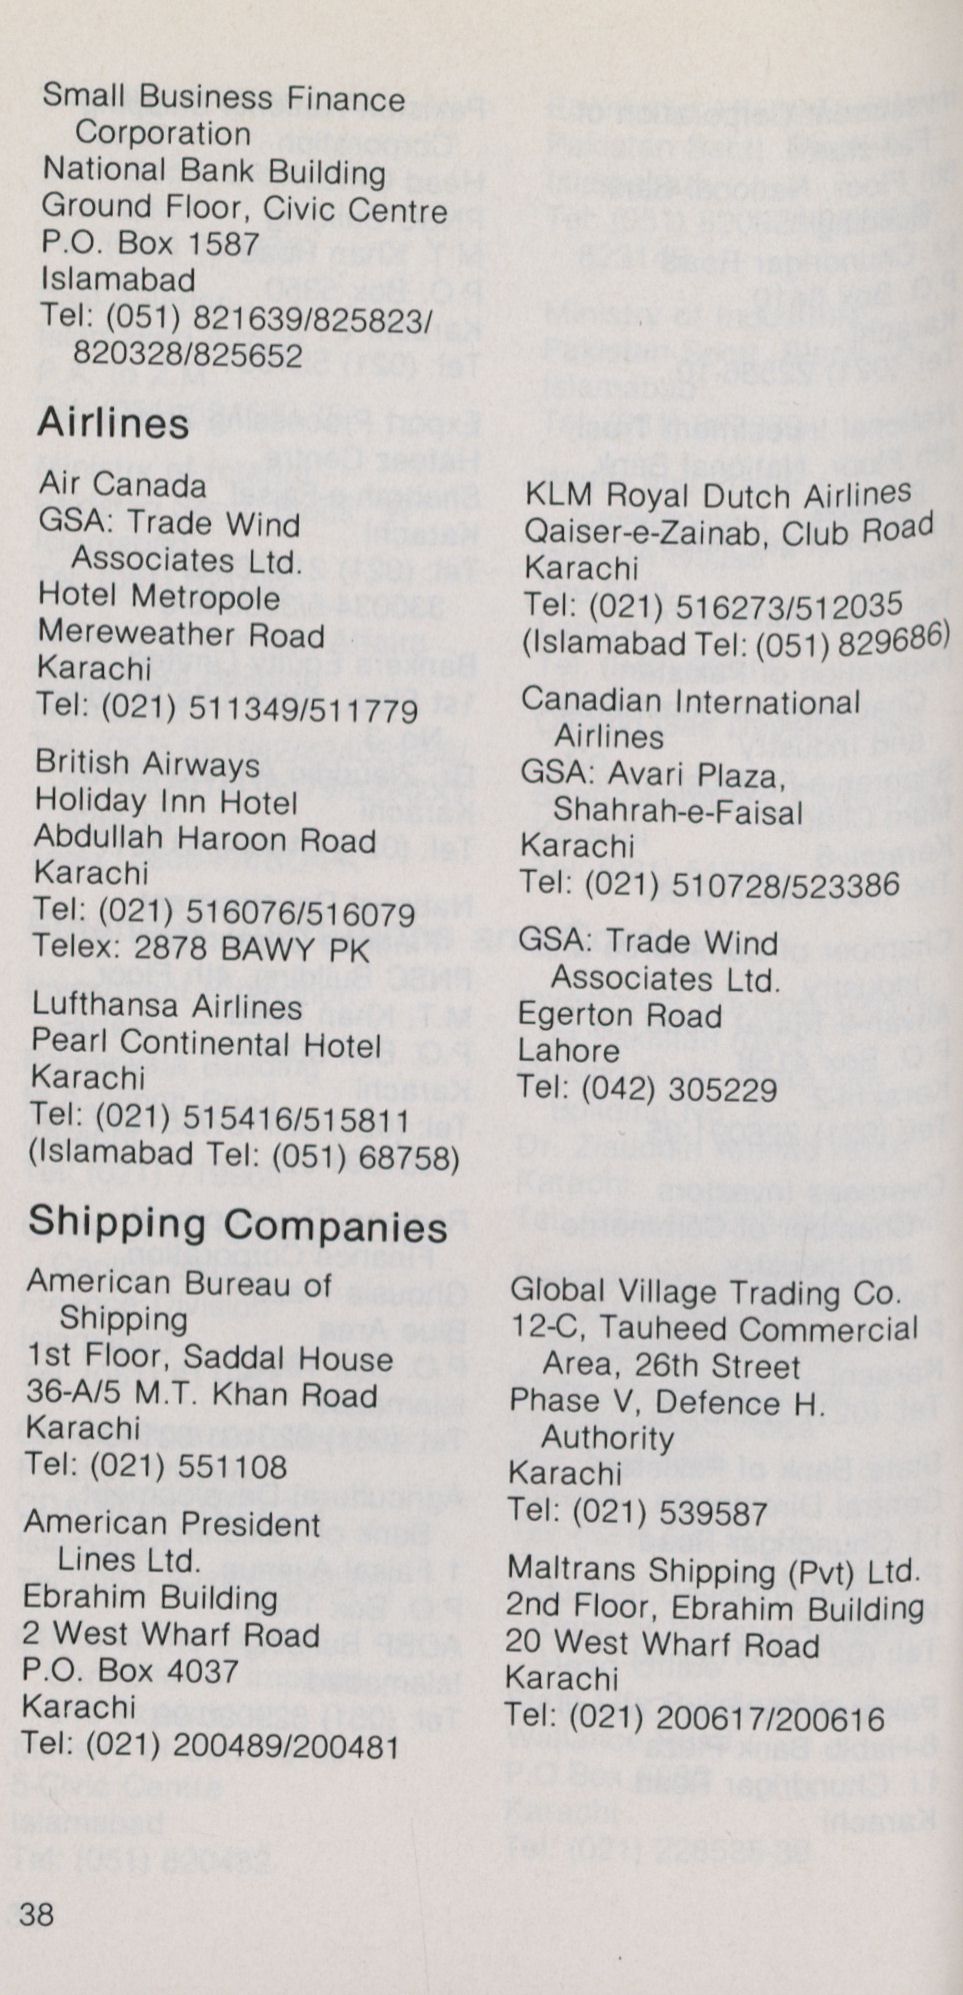 Small Business Finance
Corporation
National Bank Building
Ground Floor, Civic Centre
P.O. Box 1587
Islamabad
Tel: (051) 821639/825823/
820328/825652
Airlines
Air Canada
GSA: Trade Wind
Associates Ltd.
Hotel Metropole
Mereweather Road
Karachi
Tel: (021) 511349/511779
British Airways
Holiday Inn Hotel
Abdullah Haroon Road
Karachi
Tel: (021) 516076/516079
Telex: 2878 BAWY PK
Lufthansa Airlines
Pearl Continental Hotel
Karachi
Tel: (021) 515416/515811
(Islamabad Tel: (051) 68758)
KLM Royal Dutch Airlines
Qaiser-e-Zainab, Club Road
Karachi
Tel: (021) 516273/512035
(Islamabad Tel: (051) 829686)
Canadian International
Airlines
GSA: Avari Plaza,
Shahrah-e-Faisal
Karachi
Tel: (021) 510728/523386
GSA: Trade Wind
Associates Ltd.
Egerton Road
Lahore
Tel: (042) 305229
Shipping Companies
American Bureau of
Shipping
1st Floor, Saddal House
36-A/5 M.T. Khan Road
Karachi
Tel: (021) 551108
American President
Lines Ltd.
Ebrahim Building
2 West Wharf Road
P.O. Box 4037
Karachi
Tel: (021) 200489/200481
Global Village Trading Co.
12-C, Tauheed Commercial
Area, 26th Street
Phase V, Defence H.
Authority
Karachi
Tel: (021) 539587
Maltrans Shipping (Pvt) Ltd.
2nd Floor, Ebrahim Building
20 West Wharf Road
Karachi
Tel: (021) 200617/200616
38